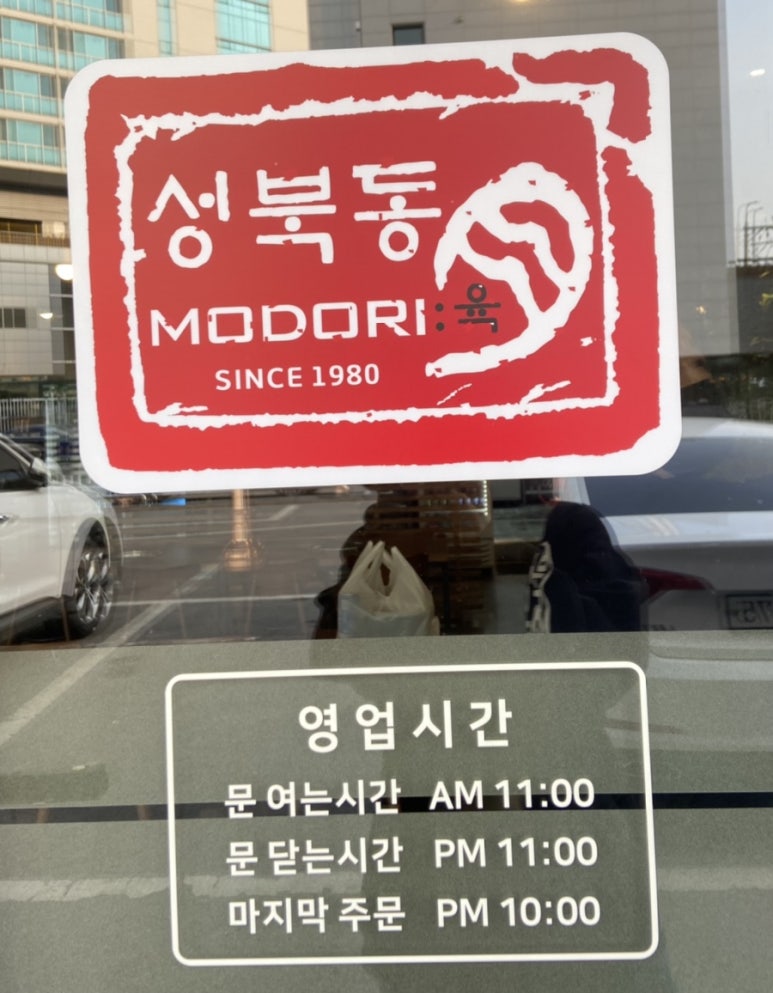 성북동
MODORI:육
SINCE 1980
영업시간
문 여는시간 AM 11:00
문 닫는시간 PM 11:00
마지막 주문 PM 10:00